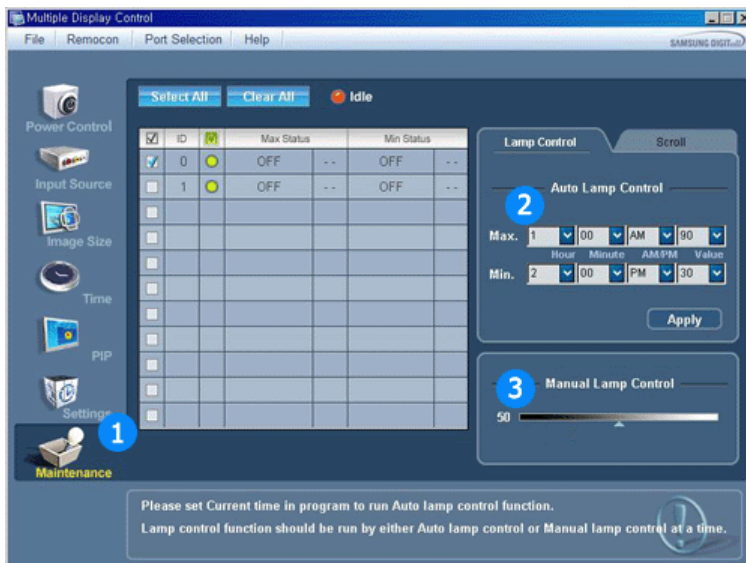 Multiple Display Control
File Remocon Port Selection Help
SAMSUNG DIGITall
Select All Clear All Idle
Power Control
Input Source
Image Size
Time
PIP
Settings
1
Maintenance
ID Max Status Min Status
0 OFF -- OFF --
1 OFF -- OFF --
Lamp Control Scroll
Auto Lamp Control
2
Max. 1 00 AM 90
Hour Minute AM/PM Value
Min. 2 00 PM 30
Apply
3 Manual Lamp Control
50
Please set Current time in program to run Auto lamp control function.
Lamp control function should be run by either Auto lamp control or Manual lamp control at a time.